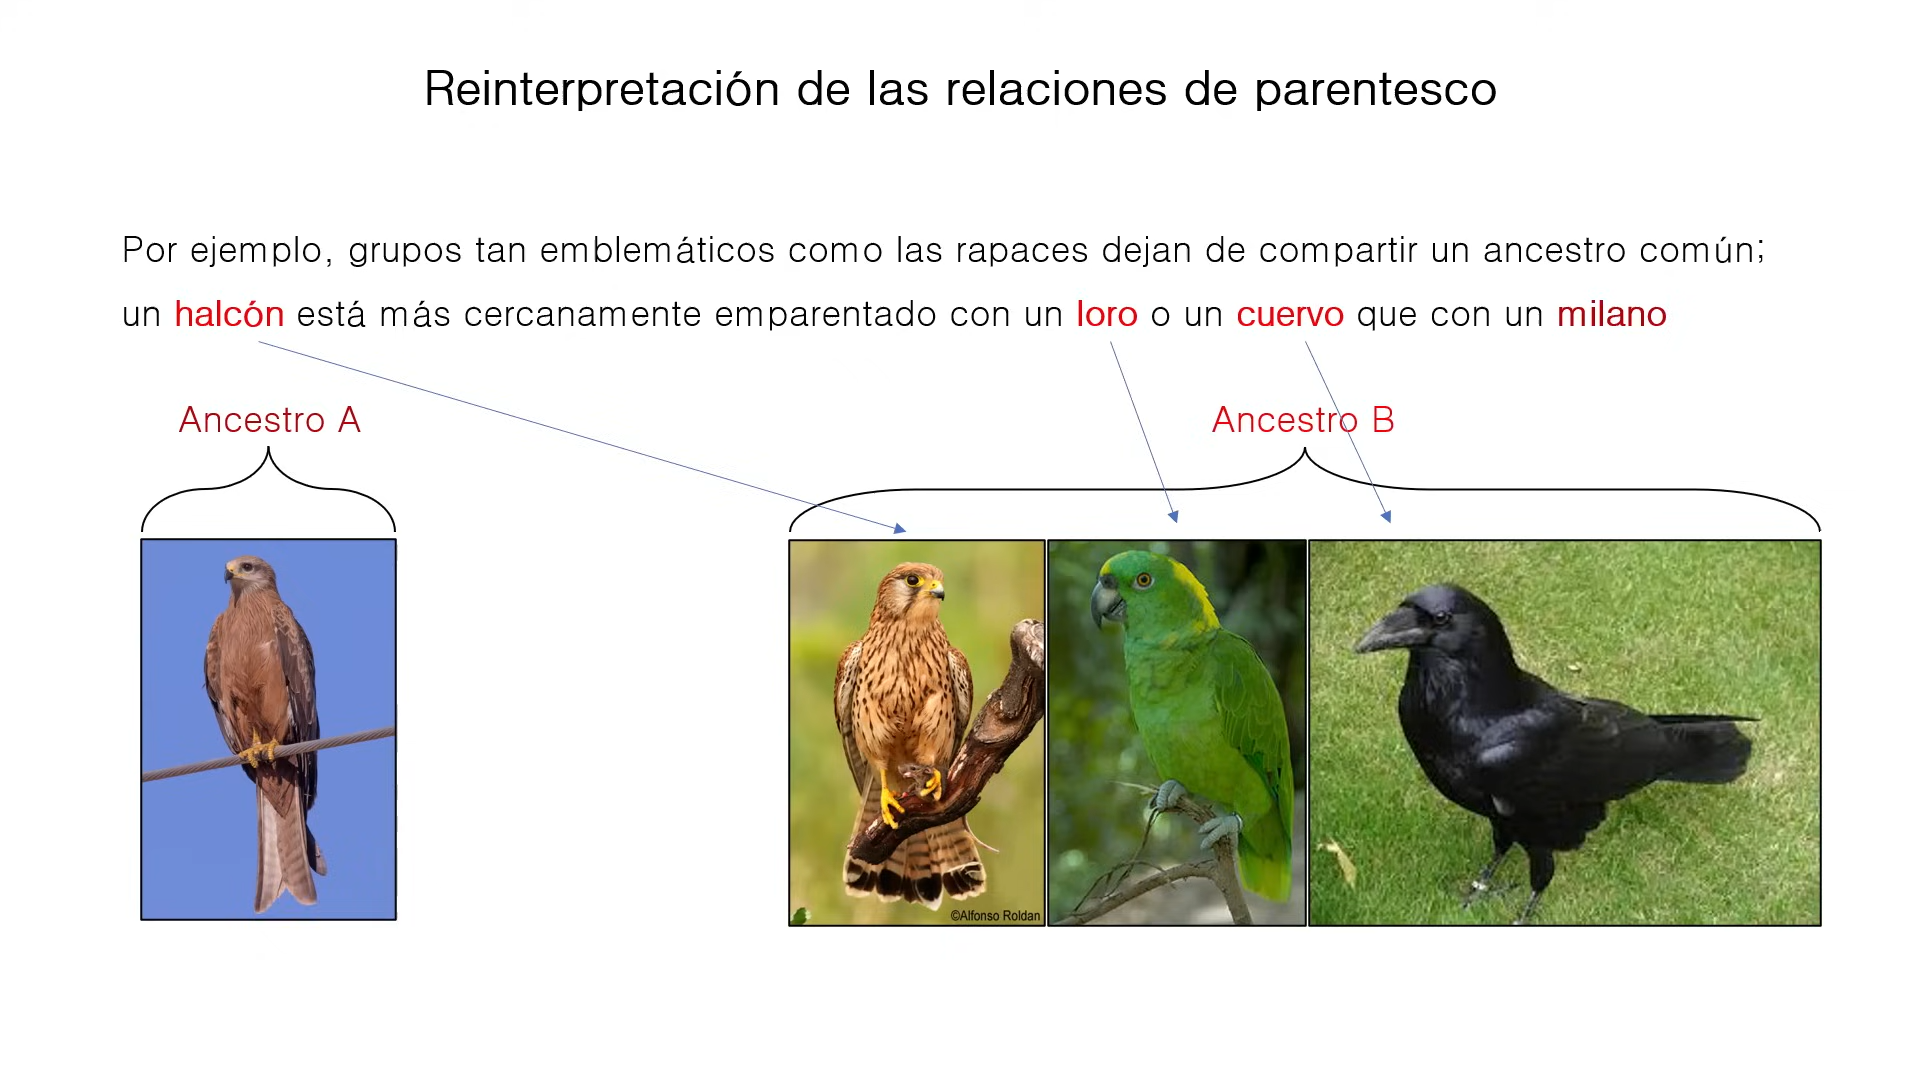 Reinterpretación de las relaciones de parentesco
Por ejemplo, grupos tan emblemáticos como las rapaces dejan de compartir un ancestro común;
un halcón está más cercanamente emparentado con un loro o un cuervo que con un milano
Ancestro A
Ancestro B
©Alfonso Roldan